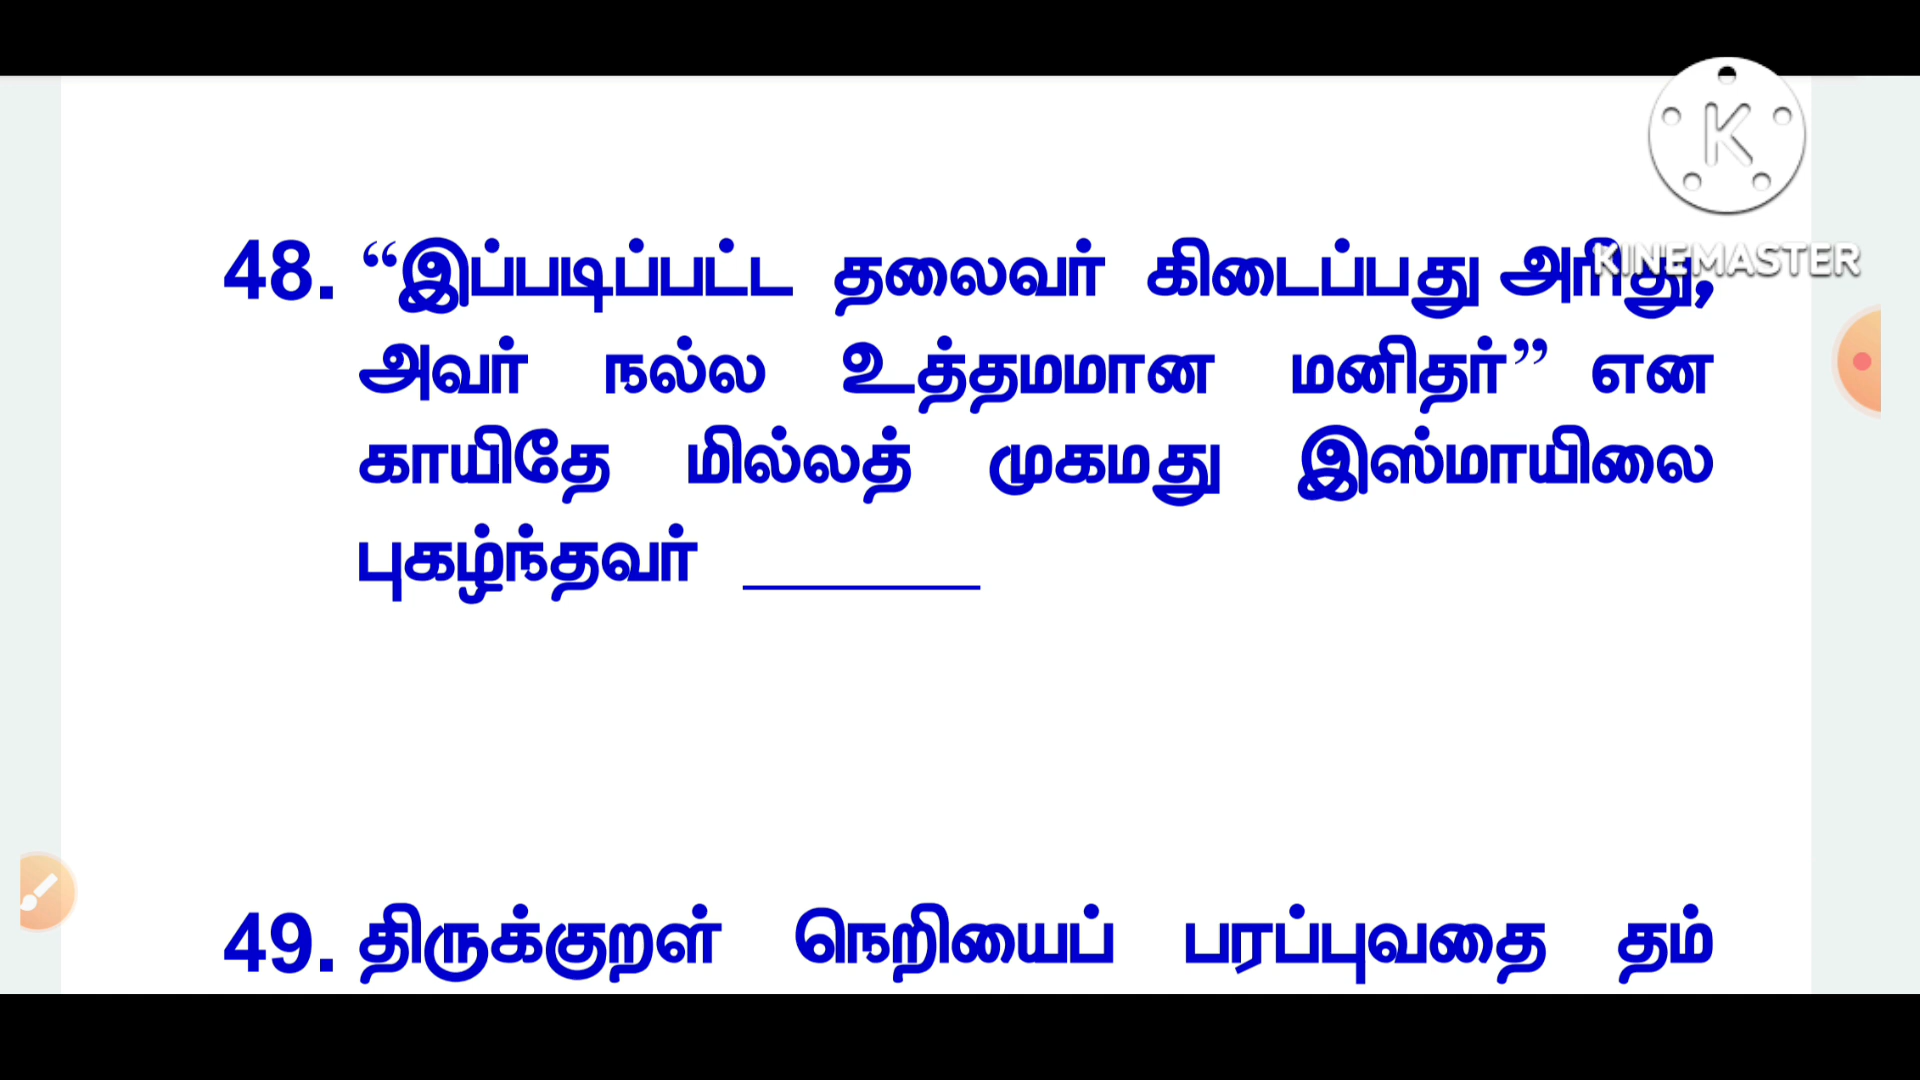 KINEMASTER
48. “இப்படிப்பட்ட தலைவர் கிடைப்பது அரிது,
அவர் நல்ல உத்தமமான மனிதர்” என
காயிதே மில்லத் முகமது இஸ்மாயிலை
புகழ்ந்தவர் ________
49. திருக்குறள் நெறியைப் பரப்புவதை தம்